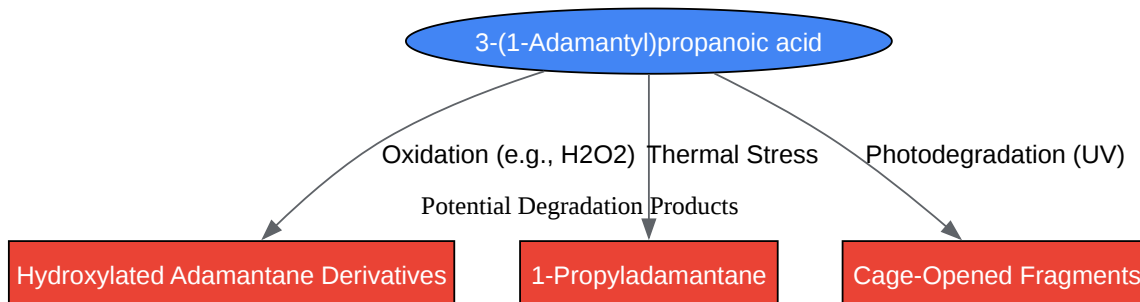 3-(1-Adamantyl)propanoic acid
Oxidation (e.g., H2O2)
Thermal Stress
Photodegradation (UV)
Potential Degradation Products
Hydroxylated Adamantane Derivatives
1-Propyladamantane
Cage-Opened Fragments